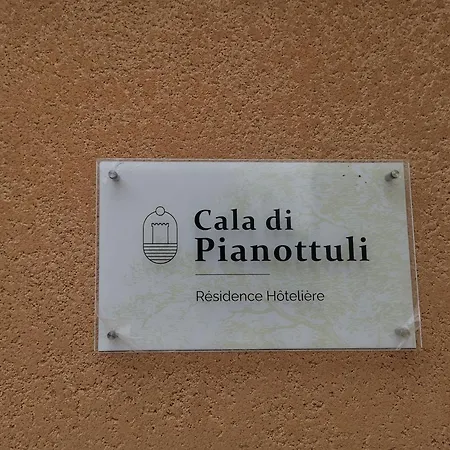 Cala di
Pianottuli
Résidence Hôtelière